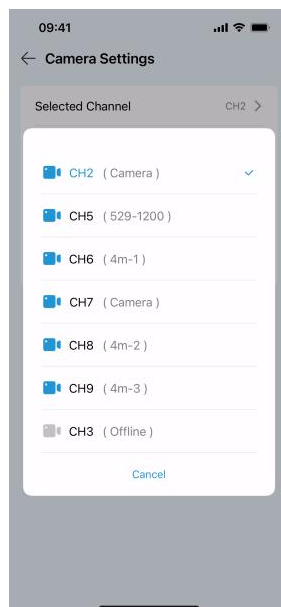 09:41
Camera Settings
Selected Channel CH2
CH2 ( Camera )
CH5 ( 529-1200 )
CH6 ( 4m-1 )
CH7 ( Camera )
CH8 ( 4m-2 )
CH9 ( 4m-3 )
CH3 ( Offline )
Cancel